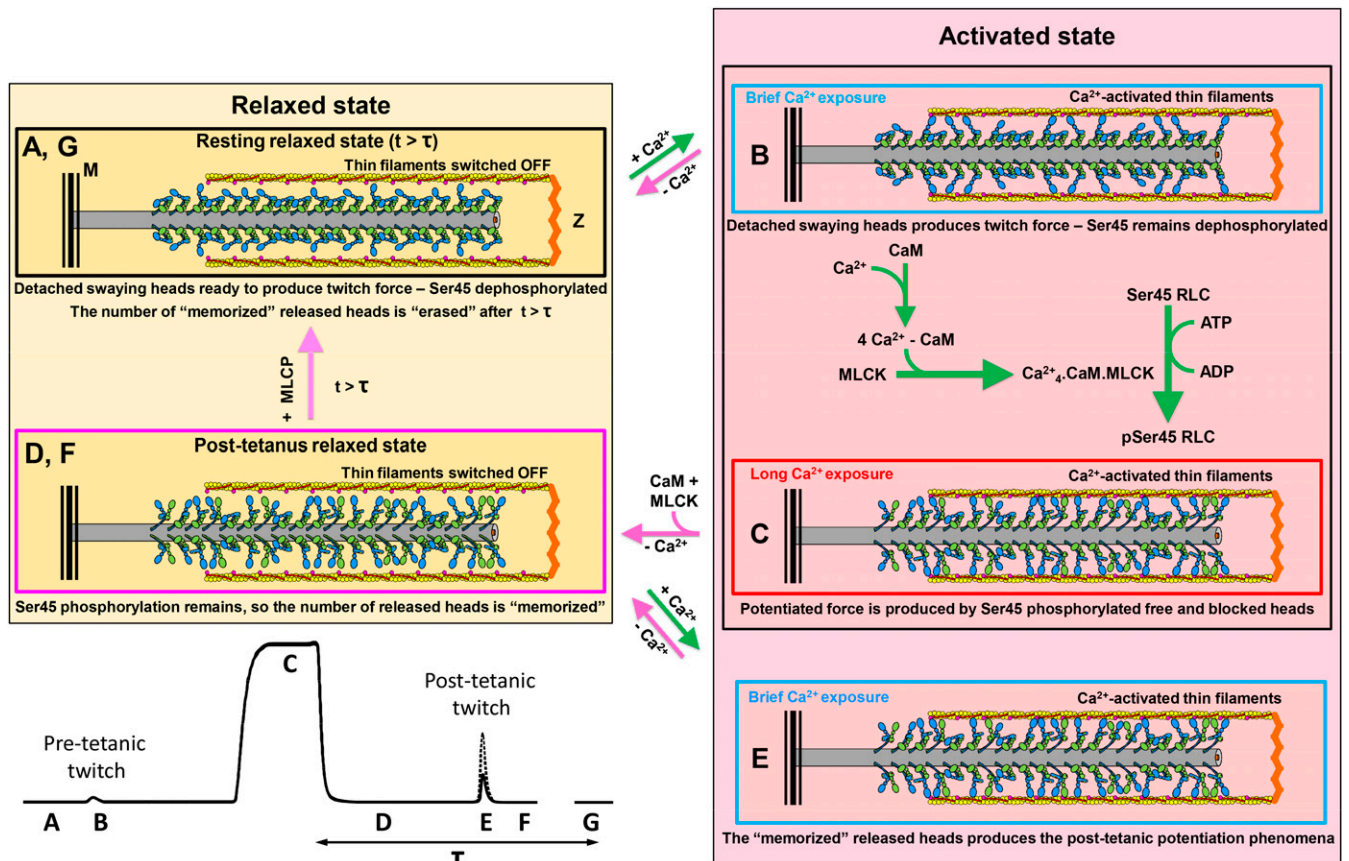 Activated state
Relaxed state
A, G
Resting relaxed state (t > τ)
M
Thin filaments switched OFF
Z
Detached swaying heads ready to produce twitch force – Ser45 dephosphorylated
The number of “memorized” released heads is “erased” after t > τ
+ MLCP
t > τ
D, F
Post-tetanus relaxed state
Thin filaments switched OFF
Ser45 phosphorylation remains, so the number of released heads is “memorized”
+ Ca²⁺
- Ca²⁺
CaM +
MLCK
- Ca²⁺
+ Ca²⁺
- Ca²⁺
Brief Ca²⁺ exposure
Ca²⁺-activated thin filaments
B
Detached swaying heads produces twitch force – Ser45 remains dephosphorylated
CaM
Ca²⁺
4 Ca²⁺ - CaM
MLCK
Ca²⁺₄.CaM.MLCK
Ser45 RLC
ATP
ADP
pSer45 RLC
Long Ca²⁺ exposure
Ca²⁺-activated thin filaments
C
Potentiated force is produced by Ser45 phosphorylated free and blocked heads
Brief Ca²⁺ exposure
Ca²⁺-activated thin filaments
E
The “memorized” released heads produces the post-tetanic potentiation phenomena
Pre-tetanic
twitch
C
Post-tetanic
twitch
A B D E F G
τ